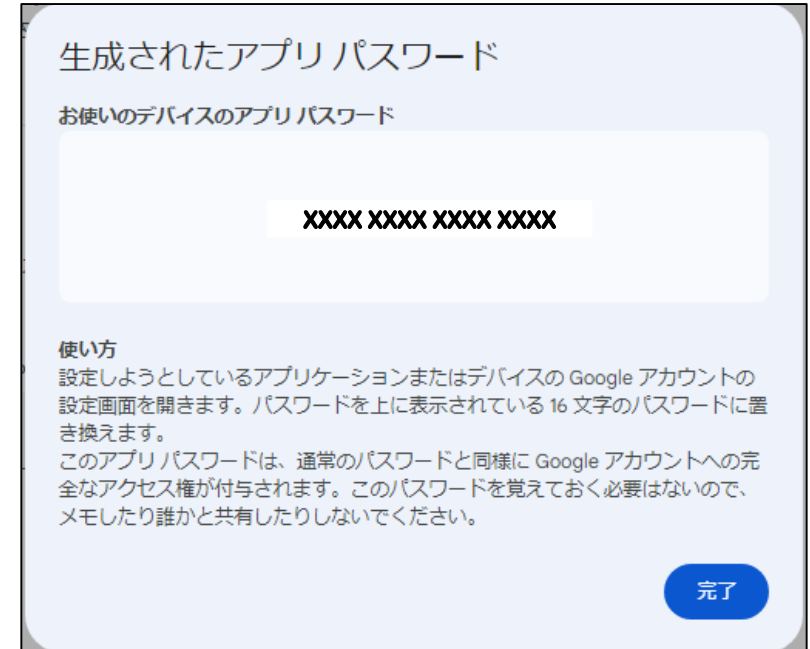 生成されたアプリ パスワード
お使いのデバイスのアプリ パスワード
XXXX XXXX XXXX XXXX
使い方
設定しようとしているアプリケーションまたはデバイスの Google アカウントの
設定画面を開きます。パスワードを上に表示されている 16 文字のパスワードに置
き換えます。
このアプリ パスワードは、通常のパスワードと同様に Google アカウントへの完
全なアクセス権が付与されます。このパスワードを覚えておく必要はないので、
メモしたり誰かと共有したりしないでください。
完了